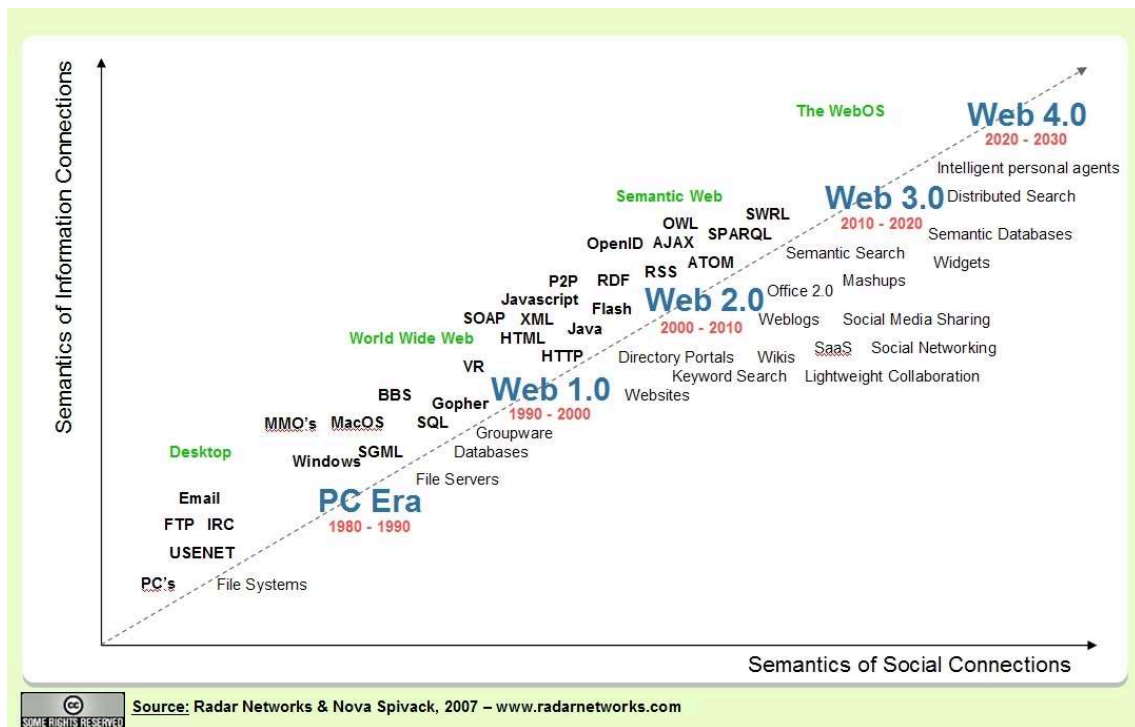 Semantics of Information Connections
The WebOS
Web 4.0
2020 - 2030
Intelligent personal agents
Semantic Web
Web 3.0
Distributed Search
2010 - 2020
SWRL
OWL
SPARQL
OpenID
AJAX
Semantic Databases
Semantic Search
Widgets
ATOM
RSS
Mashups
P2P
RDF
Office 2.0
Javascript
Flash
Web 2.0
2000 - 2010
Weblogs
Social Media Sharing
SOAP
XML
Java
World Wide Web
HTML
SaaS
Social Networking
HTTP
Directory Portals
Wikis
VR
Keyword Search
Lightweight Collaboration
Web 1.0
1990 - 2000
Websites
BBS
Gopher
MMO's
MacOS
SQL
Groupware
Desktop
Windows
SGML
Databases
File Servers
Email
PC Era
1980 - 1990
FTP
IRC
USENET
PC's
File Systems
Semantics of Social Connections
cc
SOME RIGHTS RESERVED
Source: Radar Networks & Nova Spivack, 2007 – www.radarnetworks.com